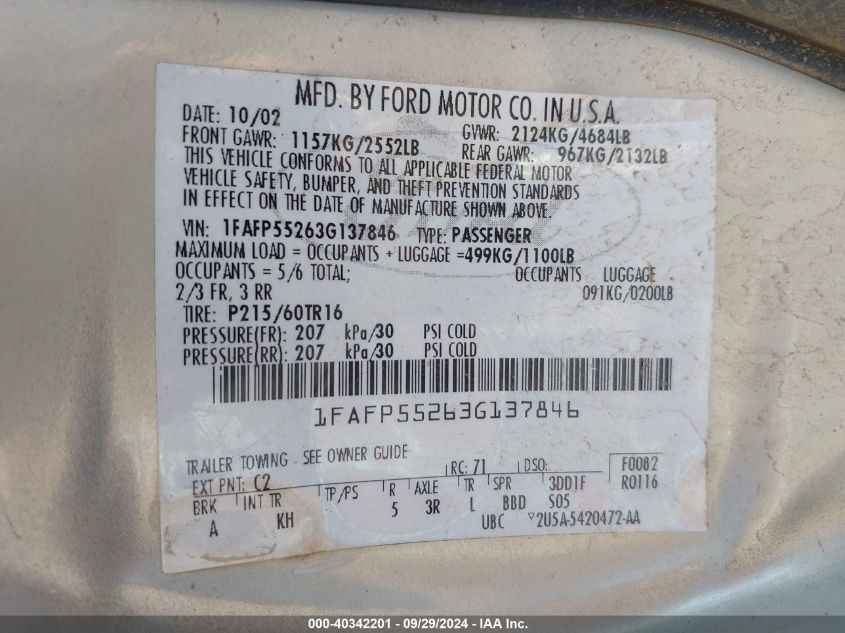 MFD. BY FORD MOTOR CO. IN U.S.A.
DATE: 10/02 GVWR: 2124KG/4684LB
FRONT GAWR: 1157KG/2552LB REAR GAWR: 967KG/2132LB
THIS VEHICLE CONFORMS TO ALL APPLICABLE FEDERAL MOTOR
VEHICLE SAFETY, BUMPER, AND THEFT PREVENTION STANDARDS
IN EFFECT ON THE DATE OF MANUFACTURE SHOWN ABOVE.
VIN: 1FAFP55263G137846 TYPE: PASSENGER
MAXIMUM LOAD = OCCUPANTS + LUGGAGE =499KG/1100LB
OCCUPANTS = 5/6 TOTAL; OCCUPANTS LUGGAGE
2/3 FR, 3 RR 091KG/0200LB
TIRE: P215/60TR16
PRESSURE(FR): 207 kPa/30 PSI COLD
PRESSURE(RR): 207 kPa/30 PSI COLD
1FAFP55263G137846
TRAILER TOWING - SEE OWNER GUIDE
EXT PNT: C2 RC: 71 DSO: F0082
BRK INT TR TP/PS R AXLE TR SPR 3DD1F R0116
A KH 5 3R L BBD S05
UBC ▽2U5A-5420472-AA
000-40342201 - 09/29/2024 - IAA Inc.